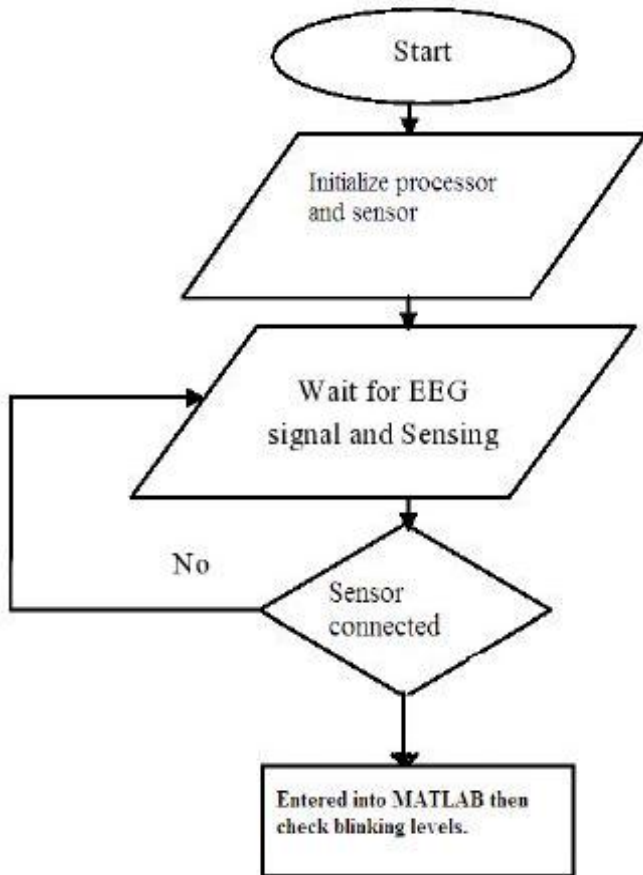 Start
Initialize processor
and sensor
Wait for EEG
signal and Sensing
No
Sensor
connected
Entered into MATLAB then
check blinking levels.